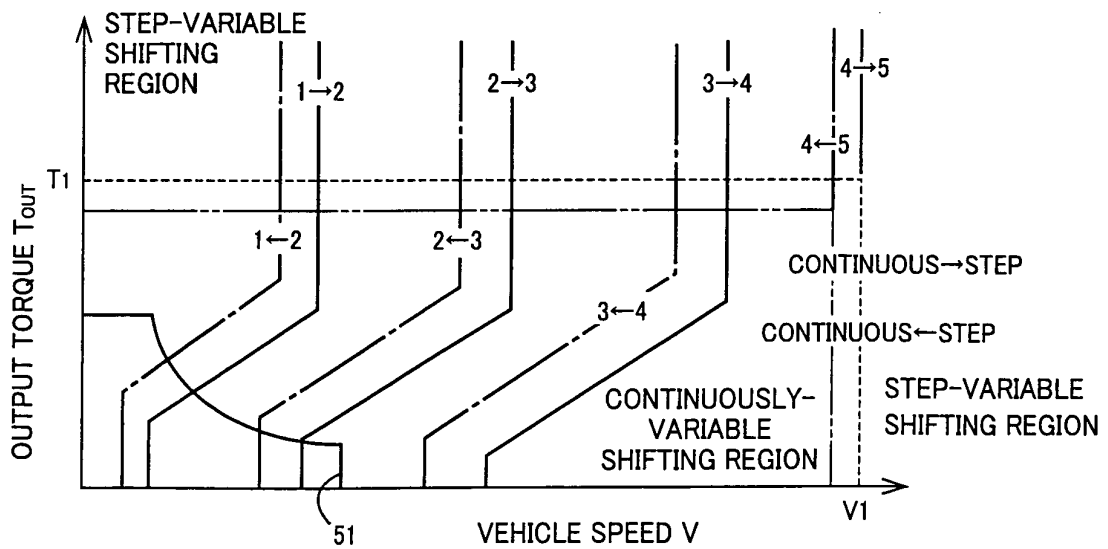 STEP-VARIABLE
SHIFTING
REGION
1→2
2→3
3→4
4→5
4←5
T1
1←2
2←3
3←4
CONTINUOUS→STEP
CONTINUOUS←STEP
OUTPUT TORQUE TOUT
CONTINUOUSLY-
VARIABLE
SHIFTING REGION
STEP-VARIABLE
SHIFTING REGION
51
VEHICLE SPEED V
V1